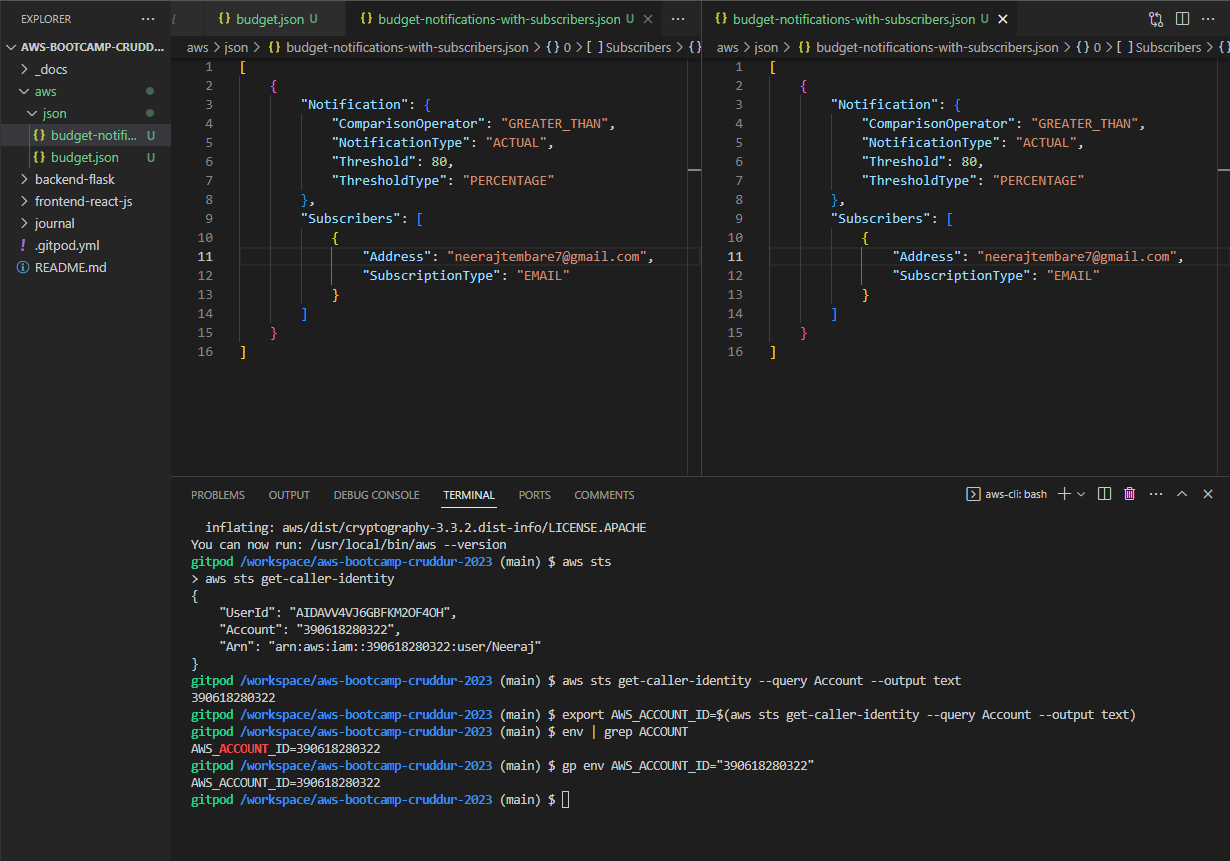 EXPLORER ···
AWS-BOOTCAMP-CRUDD...
_docs
aws
json
{} budget-notifi... U
{} budget.json U
backend-flask
frontend-react-js
journal
! .gitpod.yml
README.md
{} budget.json U
{} budget-notifications-with-subscribers.json U ···
aws > json > {} budget-notifications-with-subscribers.json > {} 0 > [ ] Subscribers > {}
1 [
2 {
3 "Notification": {
4 "ComparisonOperator": "GREATER_THAN",
5 "NotificationType": "ACTUAL",
6 "Threshold": 80,
7 "ThresholdType": "PERCENTAGE"
8 },
9 "Subscribers": [
10 {
11 "Address": "neerajtembare7@gmail.com",
12 "SubscriptionType": "EMAIL"
13 }
14 ]
15 }
16 ]
{} budget-notifications-with-subscribers.json U ···
aws > json > {} budget-notifications-with-subscribers.json > {} 0 > [ ] Subscribers > {}
1 [
2 {
3 "Notification": {
4 "ComparisonOperator": "GREATER_THAN",
5 "NotificationType": "ACTUAL",
6 "Threshold": 80,
7 "ThresholdType": "PERCENTAGE"
8 },
9 "Subscribers": [
10 {
11 "Address": "neerajtembare7@gmail.com",
12 "SubscriptionType": "EMAIL"
13 }
14 ]
15 }
16 ]
PROBLEMS OUTPUT DEBUG CONSOLE TERMINAL PORTS COMMENTS aws-cli: bash
inflating: aws/dist/cryptography-3.3.2.dist-info/LICENSE.APACHE
You can now run: /usr/local/bin/aws --version
gitpod /workspace/aws-bootcamp-cruddur-2023 (main) $ aws sts
> aws sts get-caller-identity
{
"UserId": "AIDAVV4VJ6GBFKM2OF4OH",
"Account": "390618280322",
"Arn": "arn:aws:iam::390618280322:user/Neeraj"
}
gitpod /workspace/aws-bootcamp-cruddur-2023 (main) $ aws sts get-caller-identity --query Account --output text
390618280322
gitpod /workspace/aws-bootcamp-cruddur-2023 (main) $ export AWS_ACCOUNT_ID=$(aws sts get-caller-identity --query Account --output text)
gitpod /workspace/aws-bootcamp-cruddur-2023 (main) $ env | grep ACCOUNT
AWS_ACCOUNT_ID=390618280322
gitpod /workspace/aws-bootcamp-cruddur-2023 (main) $ gp env AWS_ACCOUNT_ID="390618280322"
AWS_ACCOUNT_ID=390618280322
gitpod /workspace/aws-bootcamp-cruddur-2023 (main) $